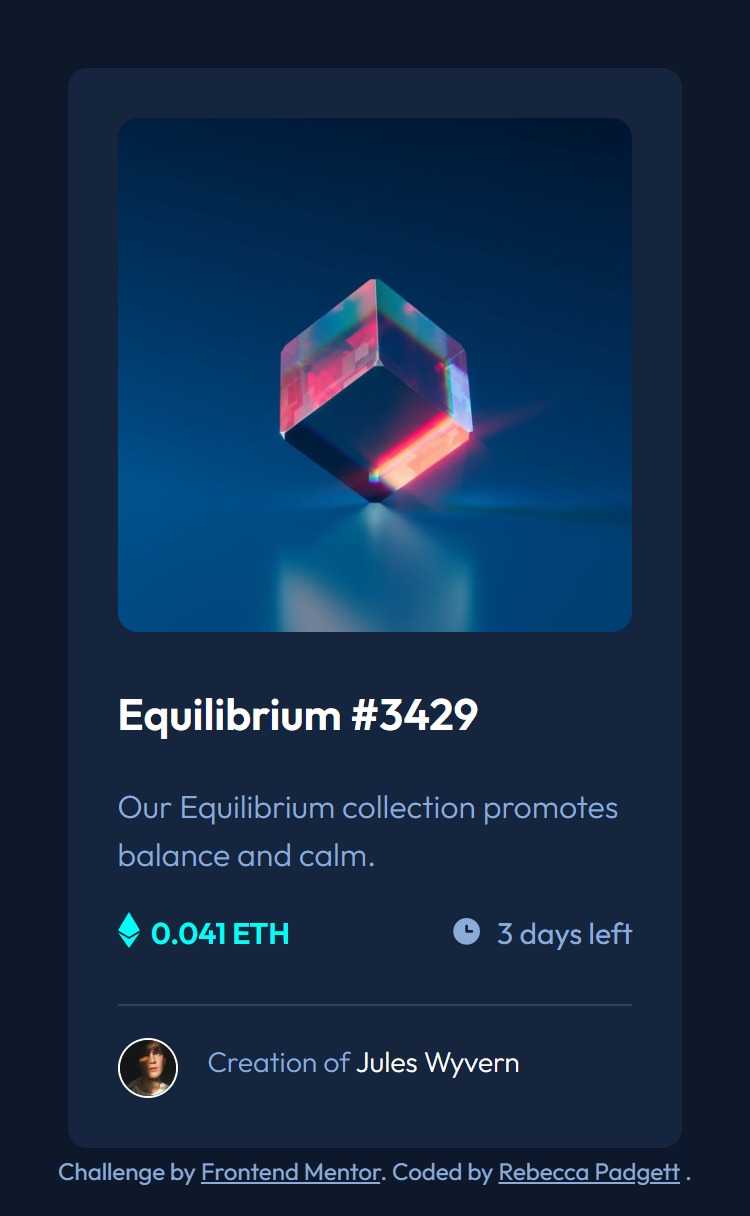 Equilibrium #3429
Our Equilibrium collection promotes
balance and calm.
0.041 ETH
3 days left
Creation of Jules Wyvern
Challenge by Frontend Mentor. Coded by Rebecca Padgett .